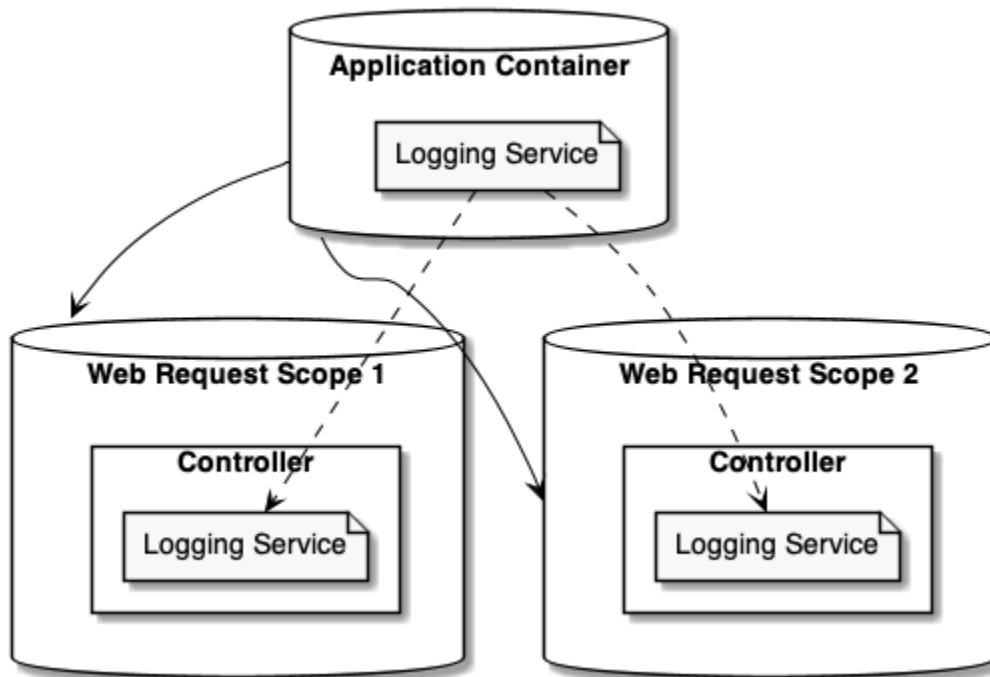 Application Container
Logging Service
Web Request Scope 1
Web Request Scope 2
Controller
Controller
Logging Service
Logging Service